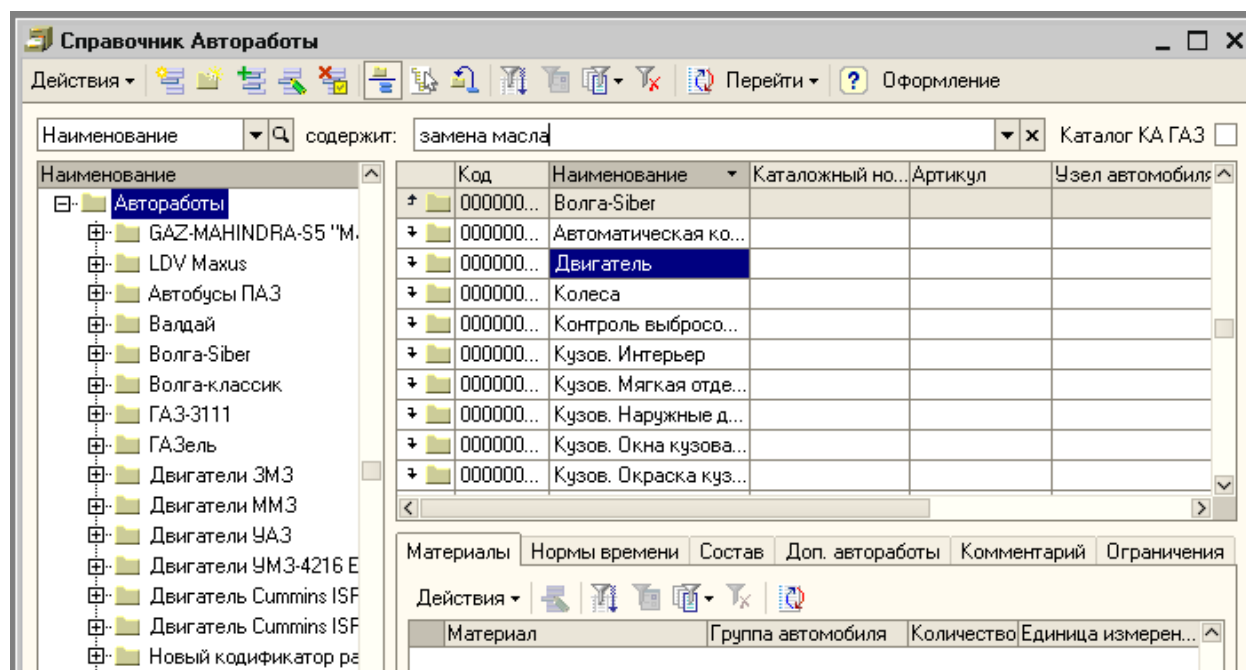 Справочник Автоработы
Действия Перейти ? Оформление
Наименование содержит: замена масла Каталог КА ГАЗ
Наименование
Автоработы
GAZ-MAHINDRA-S5 "М
LDV Maxus
Автобусы ПАЗ
Валдай
Волга-Siber
Волга-классик
ГАЗ-3111
ГАЗель
Двигатели ЗМЗ
Двигатели ММЗ
Двигатели УАЗ
Двигатели УМЗ-4216 Е
Двигатель Cummins ISF
Двигатель Cummins ISF
Новый кодификатор ра
Код Наименование Каталожный но... Артикул Узел автомобиля
000000... Волга-Siber
000000... Автоматическая ко...
000000... Двигатель
000000... Колеса
000000... Контроль выбросо...
000000... Кузов. Интерьер
000000... Кузов. Мягкая отде...
000000... Кузов. Наружные д...
000000... Кузов. Окна кузова...
000000... Кузов. Окраска куз...
Материалы Нормы времени Состав Доп. автоработы Комментарий Ограничения
Действия
Материал Группа автомобиля Количество Единица измерен...